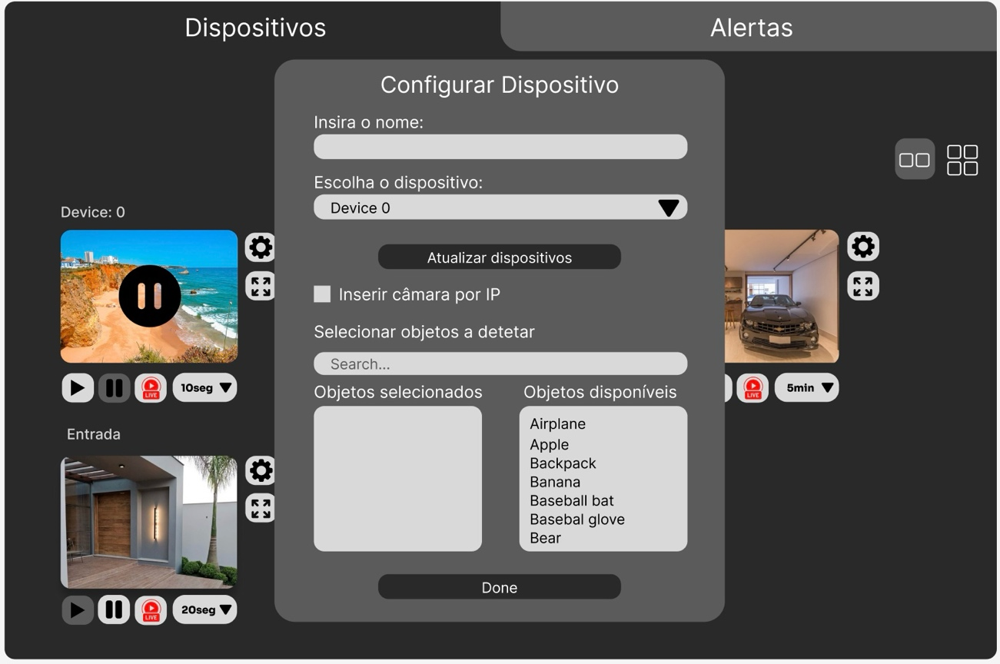 Dispositivos
Alertas
Configurar Dispositivo
Insira o nome:
Escolha o dispositivo:
Device 0
Device: 0
Atualizar dispositivos
Inserir câmara por IP
Selecionar objetos a detetar
Search...
LIVE
10seg
Objetos selecionados
Objetos disponíveis
LIVE
5min
Airplane
Apple
Backpack
Banana
Baseball bat
Basebal glove
Bear
Entrada
LIVE
20seg
Done